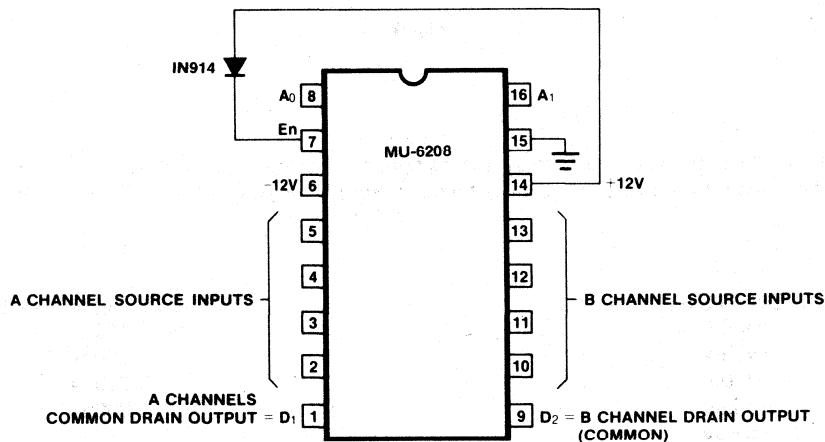 IN914
A0 8
16 A1
En
7
15
MU-6208
-12V 6
14 +12V
5
13
4
12
A CHANNEL SOURCE INPUTS
B CHANNEL SOURCE INPUTS
3
11
2
10
A CHANNELS
COMMON DRAIN OUTPUT = D1 1
9 D2 = B CHANNEL DRAIN OUTPUT
(COMMON)